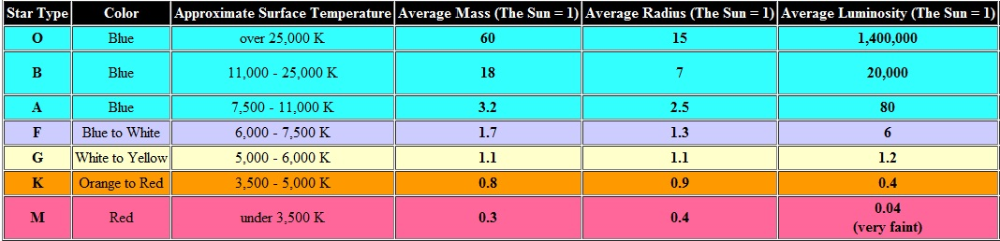 Star Type Color Approximate Surface Temperature Average Mass (The Sun = 1) Average Radius (The Sun = 1) Average Luminosity (The Sun = 1)
O Blue over 25,000 K 60 15 1,400,000
B Blue 11,000 - 25,000 K 18 7 20,000
A Blue 7,500 - 11,000 K 3.2 2.5 80
F Blue to White 6,000 - 7,500 K 1.7 1.3 6
G White to Yellow 5,000 - 6,000 K 1.1 1.1 1.2
K Orange to Red 3,500 - 5,000 K 0.8 0.9 0.4
M Red under 3,500 K 0.3 0.4 0.04
(very faint)